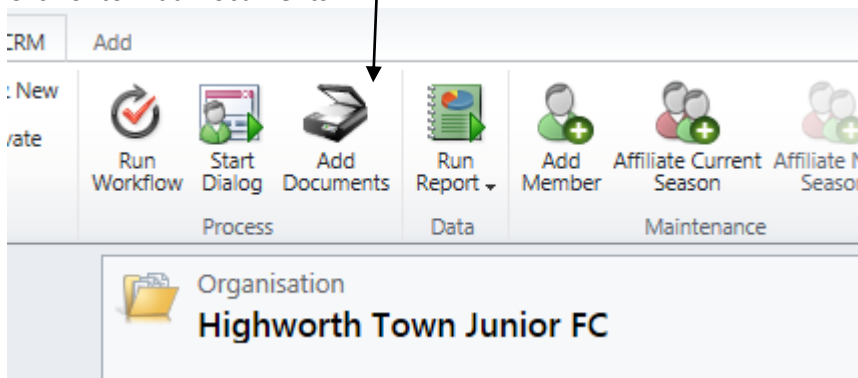 CRM Add
New
Run Workflow
Start Dialog
Add Documents
Run Report
Add Member
Affiliate Current Season
Affiliate
Process Data Maintenance
Organisation
Highworth Town Junior FC